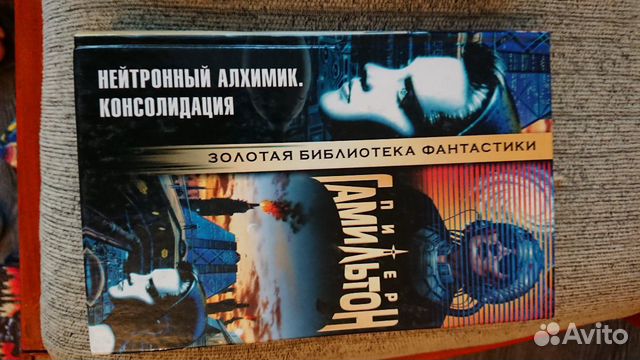 НЕЙТРОННЫЙ АЛХИМИК.
КОНСОЛИДАЦИЯ
ЗОЛОТАЯ БИБЛИОТЕКА ФАНТАСТИКИ
ПИТЕР
ГАМИЛЬТОН
Avito